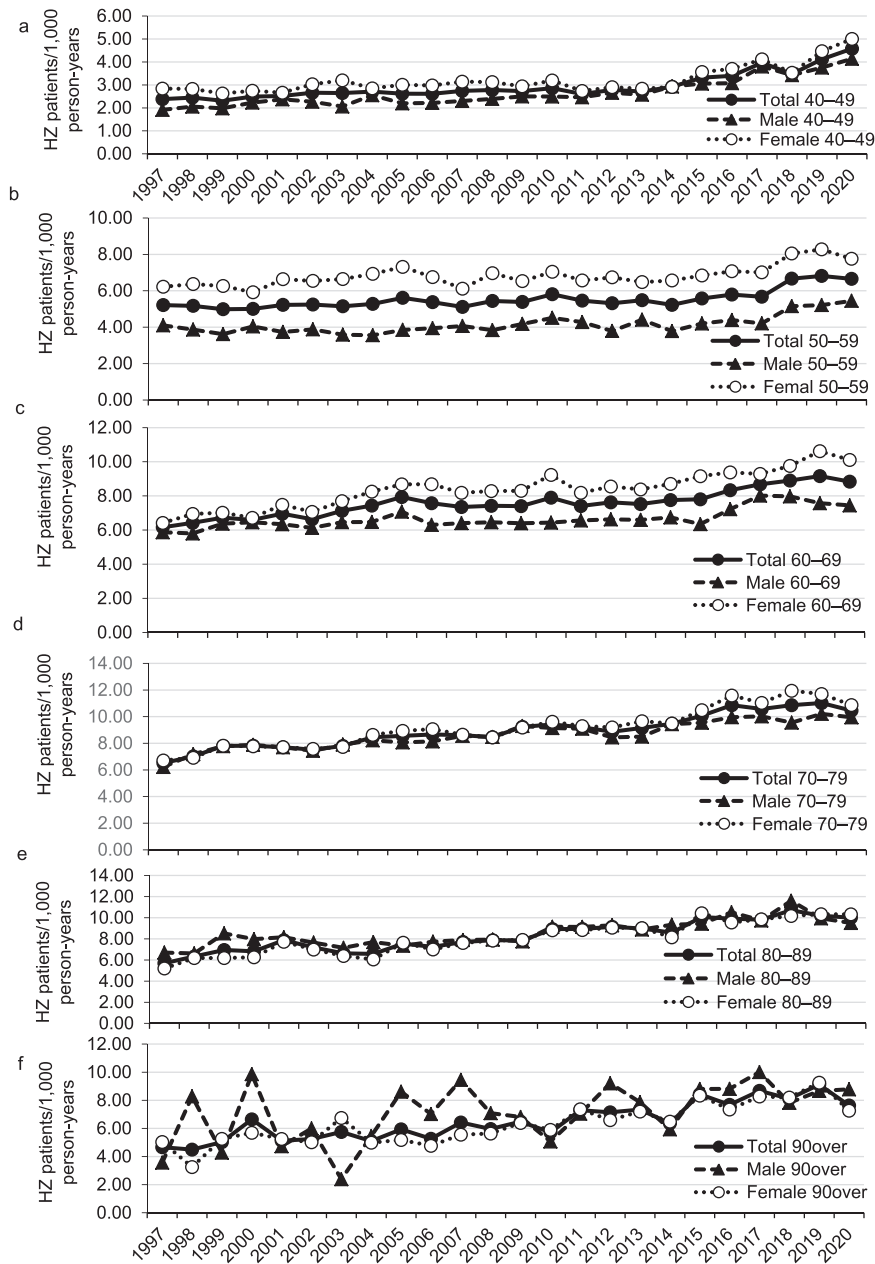 a
HZ patients/1,000
person-years
6.00
5.00
4.00
3.00
2.00
1.00
0.00
Total 40–49
Male 40–49
Female 40–49
1997 1998 1999 2000 2001 2002 2003 2004 2005 2006 2007 2008 2009 2010 2011 2012 2013 2014 2015 2016 2017 2018 2019 2020
b
HZ patients/1,000
person-years
10.00
8.00
6.00
4.00
2.00
0.00
Total 50–59
Male 50–59
Femal 50–59
c
HZ patients/1,000
person-years
12.00
10.00
8.00
6.00
4.00
2.00
0.00
Total 60–69
Male 60–69
Female 60–69
d
HZ patients/1,000
person-years
14.00
12.00
10.00
8.00
6.00
4.00
2.00
0.00
Total 70–79
Male 70–79
Female 70–79
e
HZ patients/1,000
person-years
14.00
12.00
10.00
8.00
6.00
4.00
2.00
0.00
Total 80–89
Male 80–89
Female 80–89
f
HZ patients/1,000
person-years
12.00
10.00
8.00
6.00
4.00
2.00
0.00
Total 90over
Male 90over
Female 90over
1997 1998 1999 2000 2001 2002 2003 2004 2005 2006 2007 2008 2009 2010 2011 2012 2013 2014 2015 2016 2017 2018 2019 2020